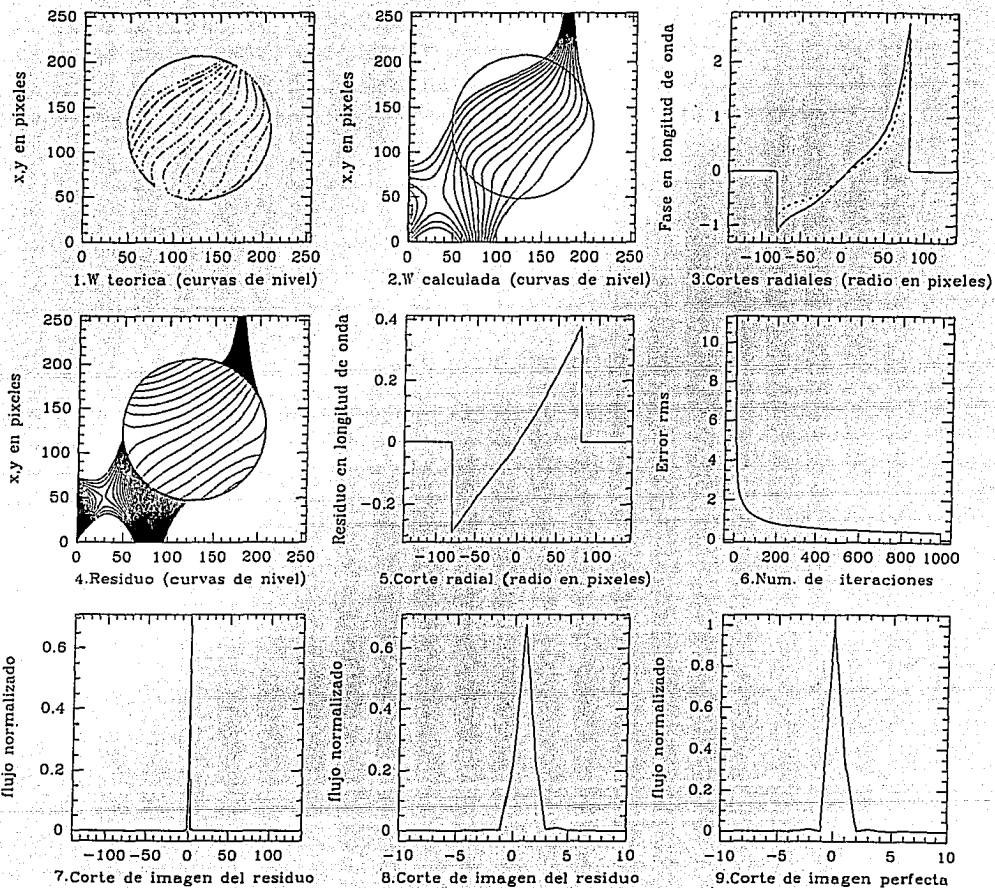 x,y en pixeles
250
200
150
100
50
0
0 50 100 150 200 250
1.W teorica (curvas de nivel)
x,y en pixeles
250
200
150
100
50
0
0 50 100 150 200 250
2.W calculada (curvas de nivel)
Fase en longitud de onda
2
1
0
−1
−100 −50 0 50 100
3.Cortes radiales (radio en pixeles)
x,y en pixeles
250
200
150
100
50
0
0 50 100 150 200 250
4.Residuo (curvas de nivel)
Residuo en longitud de onda
0.4
0.2
0
−0.2
−100 −50 0 50 100
5.Corte radial (radio en pixeles)
Error rms
10
8
6
4
2
0
0 200 400 600 800 1000
6.Num. de iteraciones
flujo normalizado
0.6
0.4
0.2
0
−100 −50 0 50 100
7.Corte de imagen del residuo
flujo normalizado
0.6
0.4
0.2
0
−10 −5 0 5 10
8.Corte de imagen del residuo
flujo normalizado
1
0.8
0.6
0.4
0.2
0
−10 −5 0 5 10
9.Corte de imagen perfecta